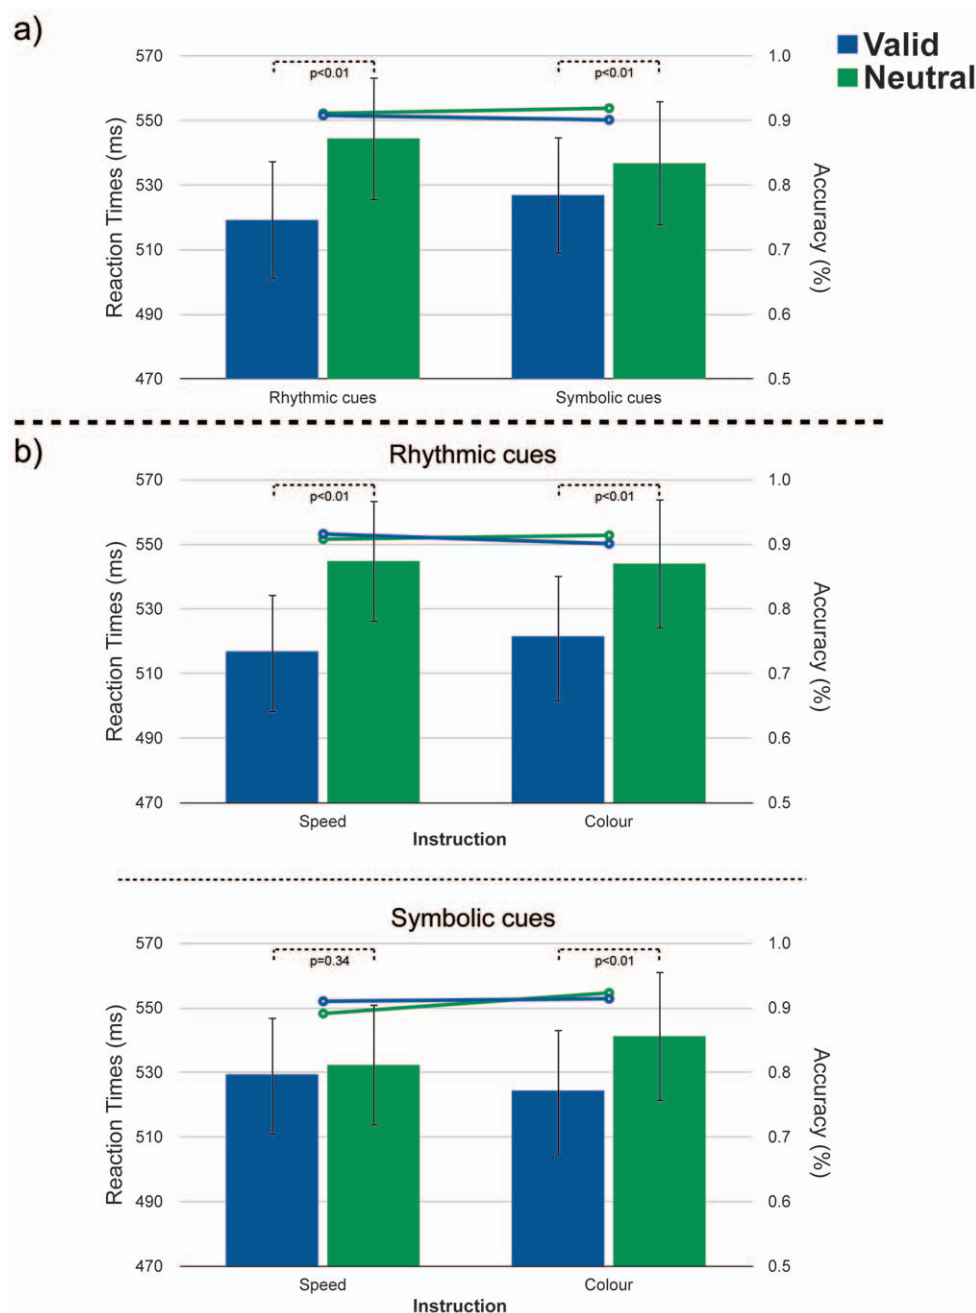 a)
Valid
Neutral
570
550
530
510
490
470
Reaction Times (ms)
p<0.01
p<0.01
1.0
0.9
0.8
0.7
0.6
0.5
Accuracy (%)
Rhythmic cues
Symbolic cues
b)
Rhythmic cues
570
550
530
510
490
470
Reaction Times (ms)
p<0.01
p<0.01
1.0
0.9
0.8
0.7
0.6
0.5
Accuracy (%)
Speed
Colour
Instruction
Symbolic cues
570
550
530
510
490
470
Reaction Times (ms)
p=0.34
p<0.01
1.0
0.9
0.8
0.7
0.6
0.5
Accuracy (%)
Speed
Colour
Instruction